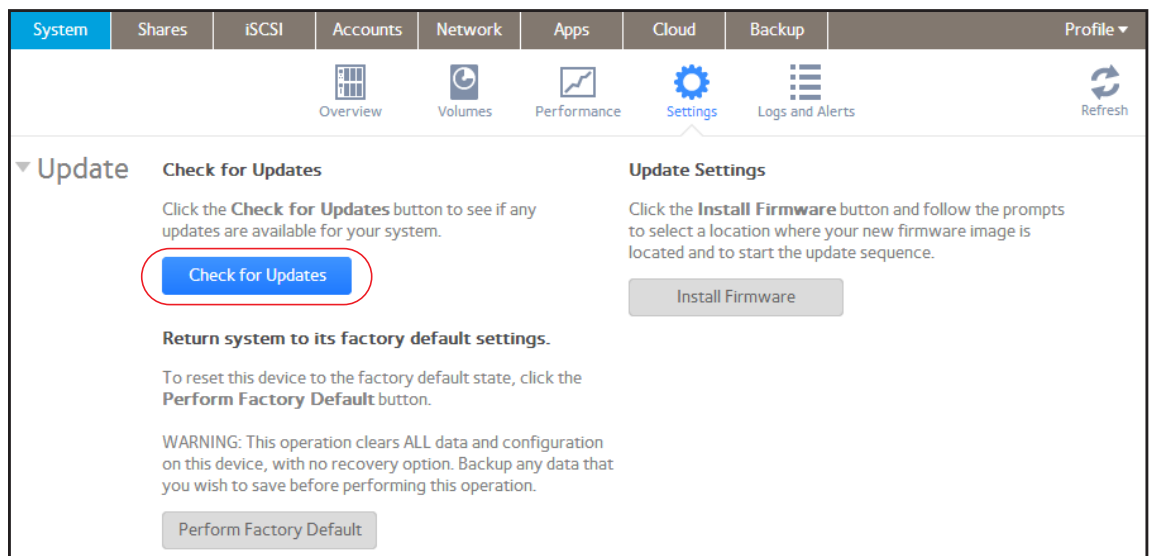 System
Shares
iSCSI
Accounts
Network
Apps
Cloud
Backup
Profile
Overview
Volumes
Performance
Settings
Logs and Alerts
Refresh
Update
Check for Updates
Click the Check for Updates button to see if any
updates are available for your system.
Check for Updates
Return system to its factory default settings.
To reset this device to the factory default state, click the
Perform Factory Default button.
WARNING: This operation clears ALL data and configuration
on this device, with no recovery option. Backup any data that
you wish to save before performing this operation.
Perform Factory Default
Update Settings
Click the Install Firmware button and follow the prompts
to select a location where your new firmware image is
located and to start the update sequence.
Install Firmware